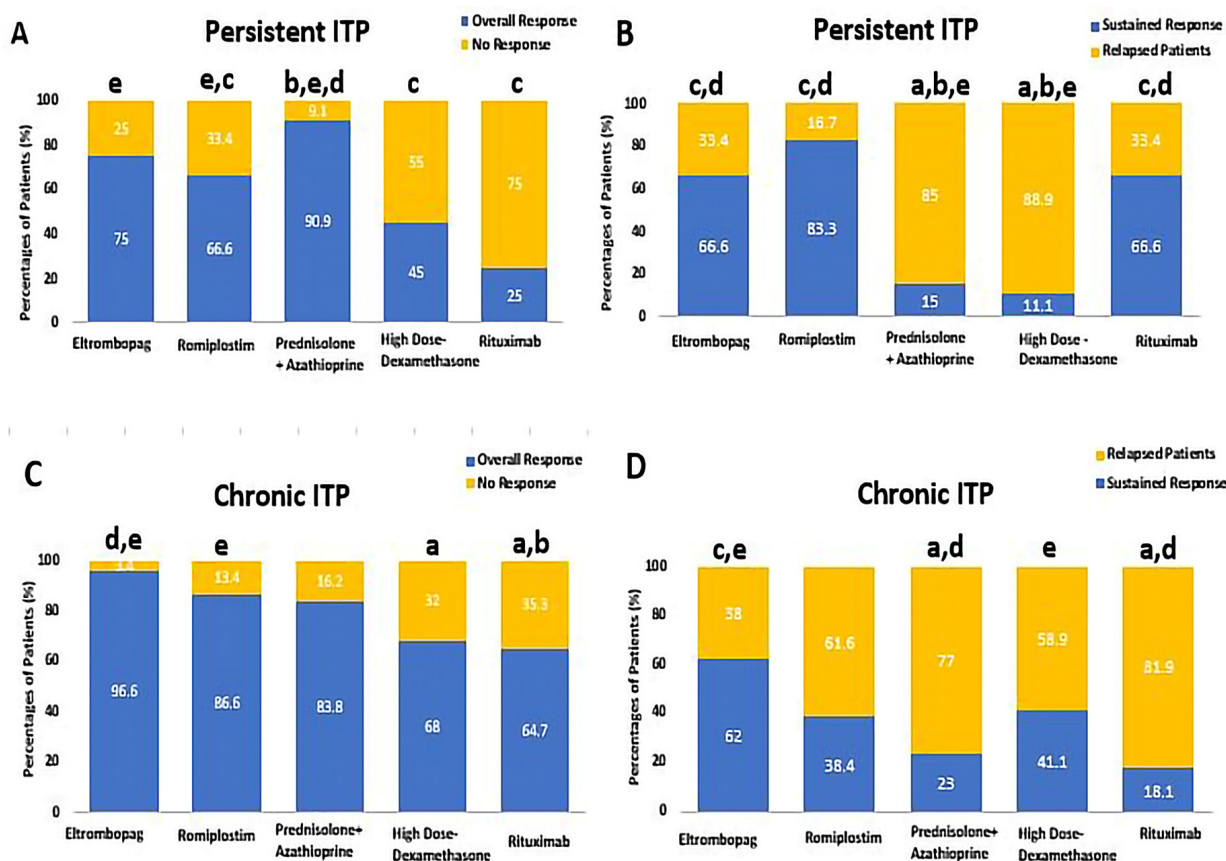 A
Persistent ITP
Overall Response
No Response
e
e,c
b,e,d
c
c
Percentages of Patients (%)
100
80
60
40
20
0
25
33.4
9.1
55
75
75
66.6
90.9
45
25
Eltrombopag
Romiplostim
Prednisolone
+ Azathioprine
High Dose-
Dexamethasone
Rituximab
B
Persistent ITP
Sustained Response
Relapsed Patients
c,d
c,d
a,b,e
a,b,e
c,d
Percentages of Patients (%)
100
80
60
40
20
0
33.4
16.7
85
88.9
33.4
66.6
83.3
15
11.1
66.6
Eltrombopag
Romiplostim
Prednisolone
+ Azathioprine
High Dose -
Dexamethasone
Rituximab
C
Chronic ITP
Overall Response
No Response
d,e
e
a
a,b
Percentages of Patients (%)
100
80
60
40
20
0
3.4
13.4
16.2
32
35.3
96.6
86.6
83.8
68
64.7
Eltrombopag
Romiplostim
Prednisolone+
Azathioprine
High Dose-
Dexamethasone
Rituximab
D
Chronic ITP
Relapsed Patients
Sustained Response
c,e
a,d
e
a,d
Percentages of Patients (%)
100
80
60
40
20
0
38
61.6
77
58.9
81.9
62
38.4
23
41.1
18.1
Eltrombopag
Romiplostim
Prednisolone+
Azathioprine
High Dose-
Dexamethasone
Rituximab